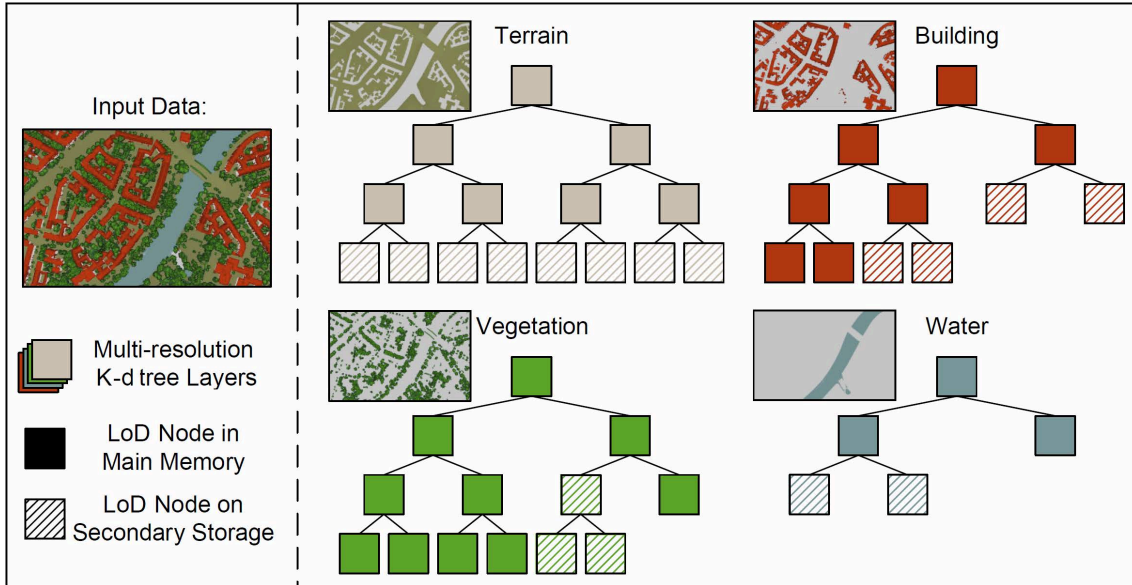 Input Data:
Multi-resolution
K-d tree Layers
LoD Node in
Main Memory
LoD Node on
Secondary Storage
Terrain
Building
Vegetation
Water